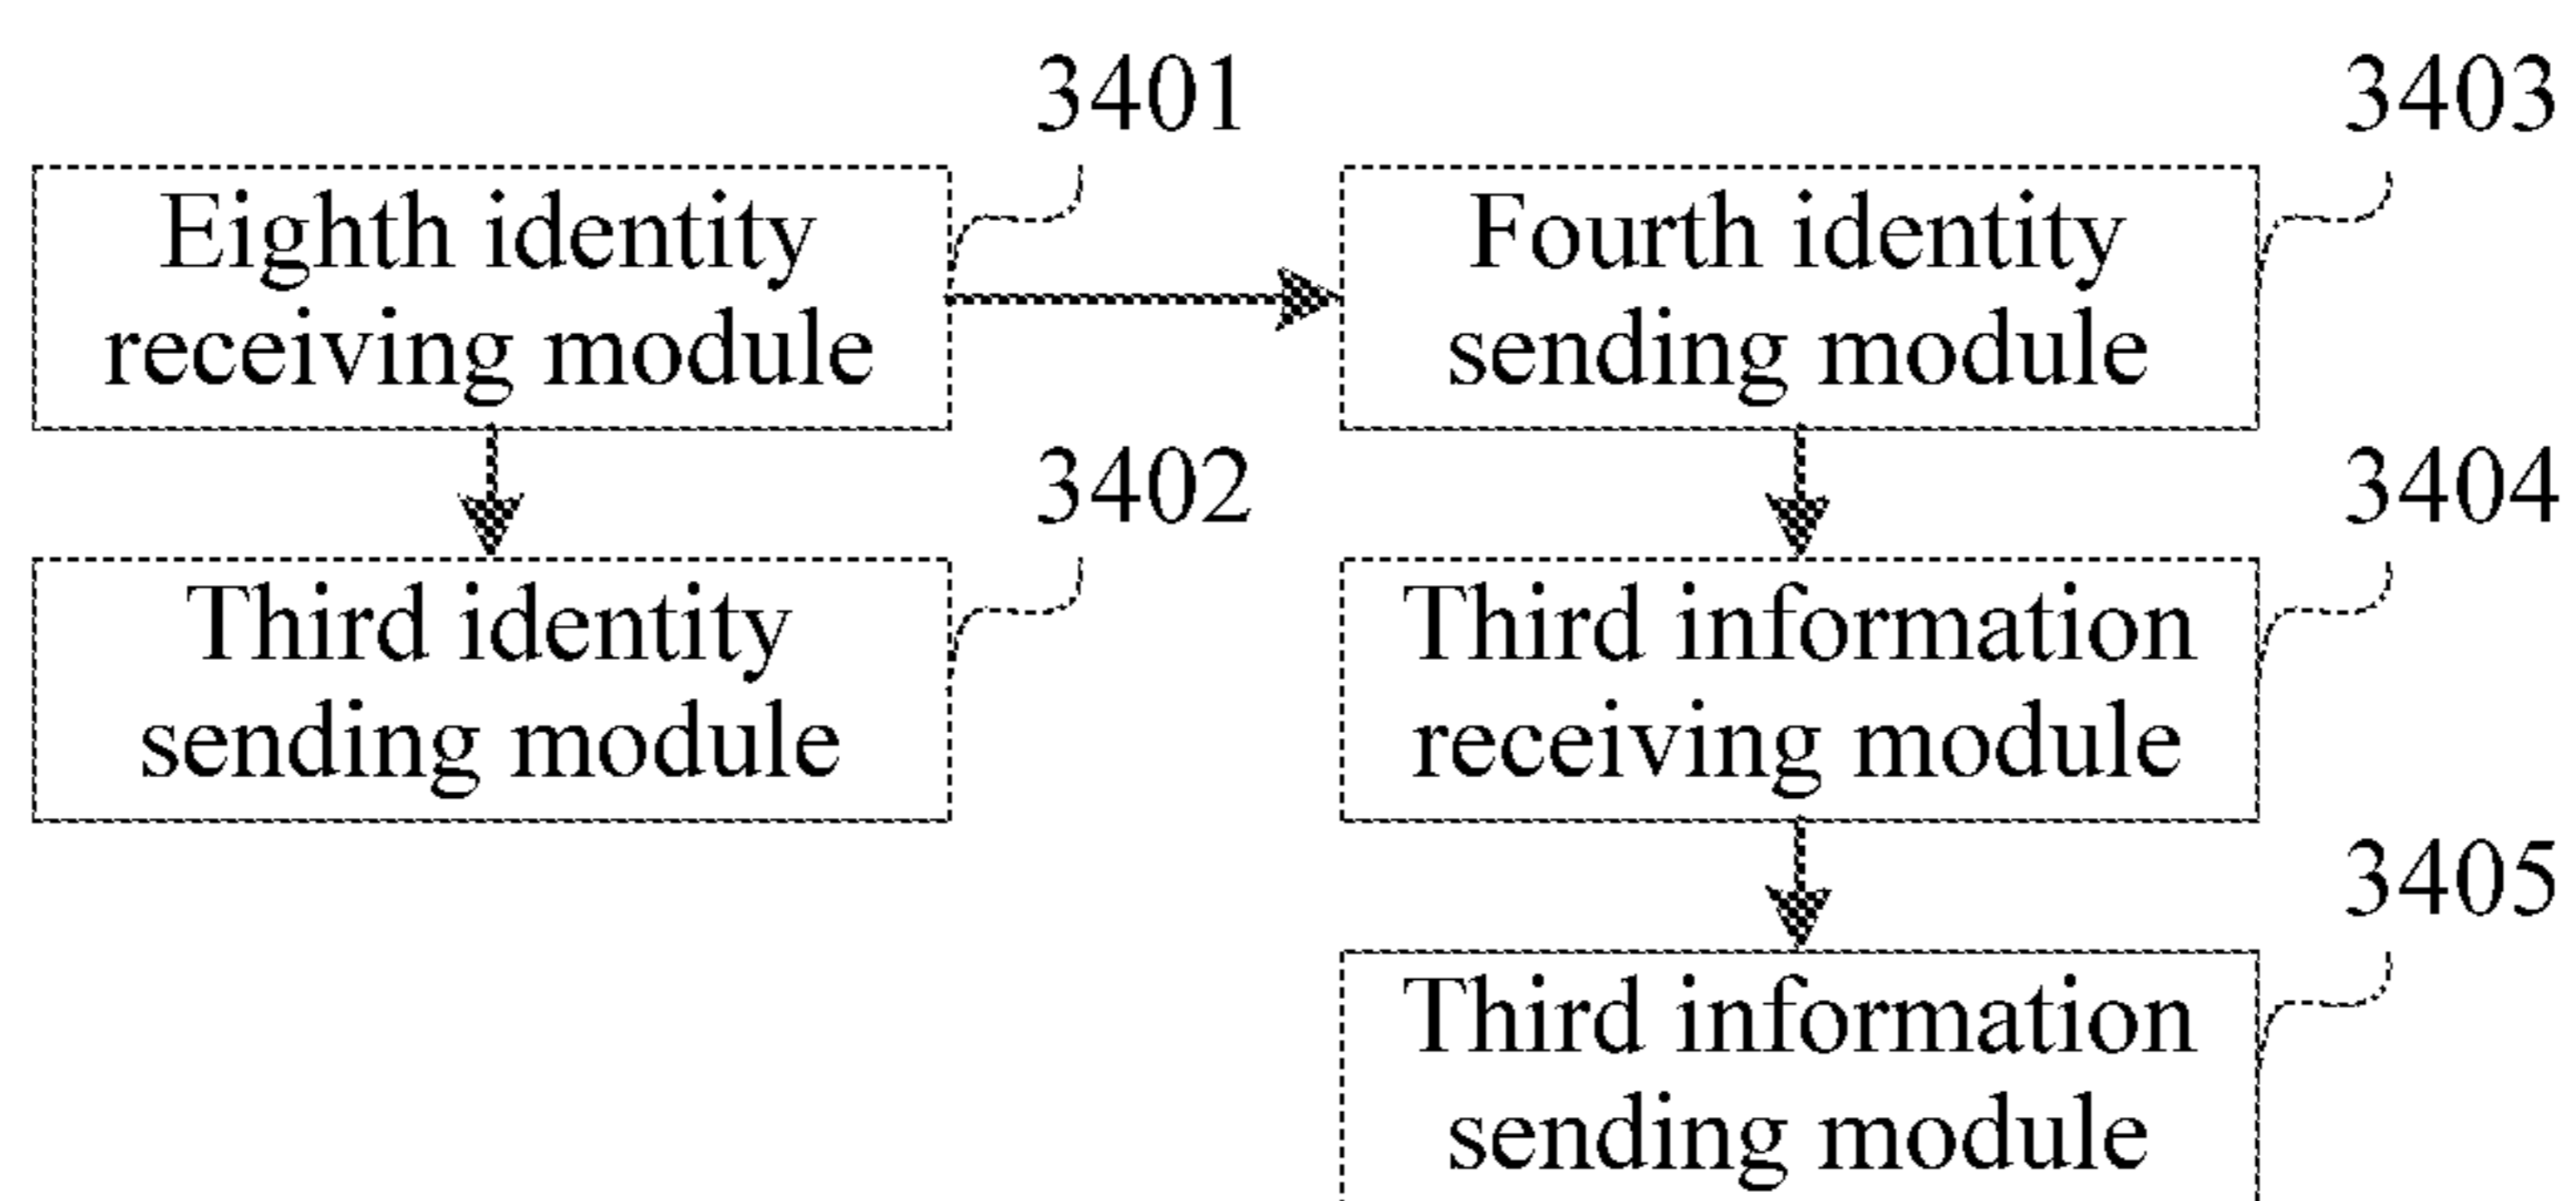 3401
Eighth identity
receiving module
3403
Fourth identity
sending module
3402
Third identity
sending module
3404
Third information
receiving module
3405
Third information
sending module